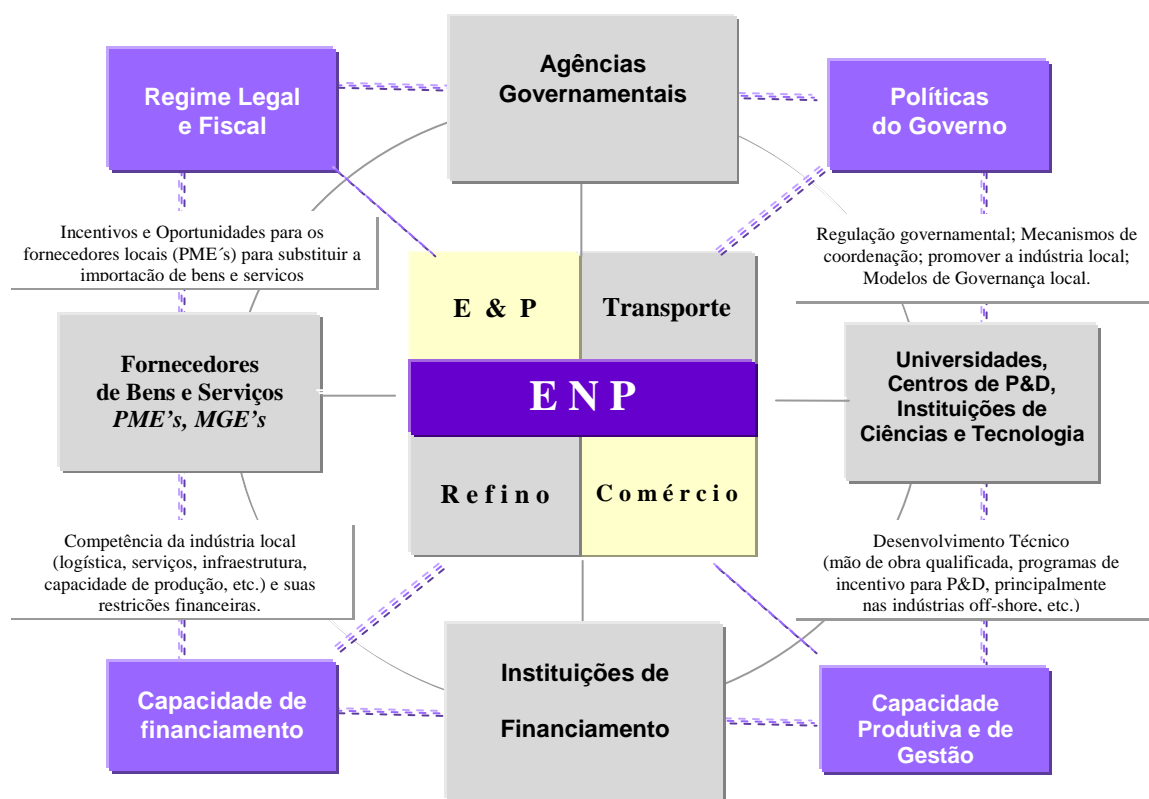 Agências
Governamentais
Regime Legal
e Fiscal
Políticas
do Governo
Incentivos e Oportunidades para os
fornecedores locais (PME´s) para substituir a
importação de bens e serviços
Regulação governamental; Mecanismos de
coordenação; promover a indústria local;
Modelos de Governança local.
E & P
Transporte
E N P
Refino
Comércio
Fornecedores
de Bens e Serviços
PME's, MGE's
Universidades,
Centros de P&D,
Instituições de
Ciências e Tecnologia
Competência da indústria local
(logística, serviços, infraestrutura,
capacidade de produção, etc.) e suas
restrições financeiras.
Desenvolvimento Técnico
(mão de obra qualificada, programas de
incentivo para P&D, principalmente
nas indústrias off-shore, etc.)
Capacidade de
financiamento
Instituições de
Financiamento
Capacidade
Produtiva e de
Gestão